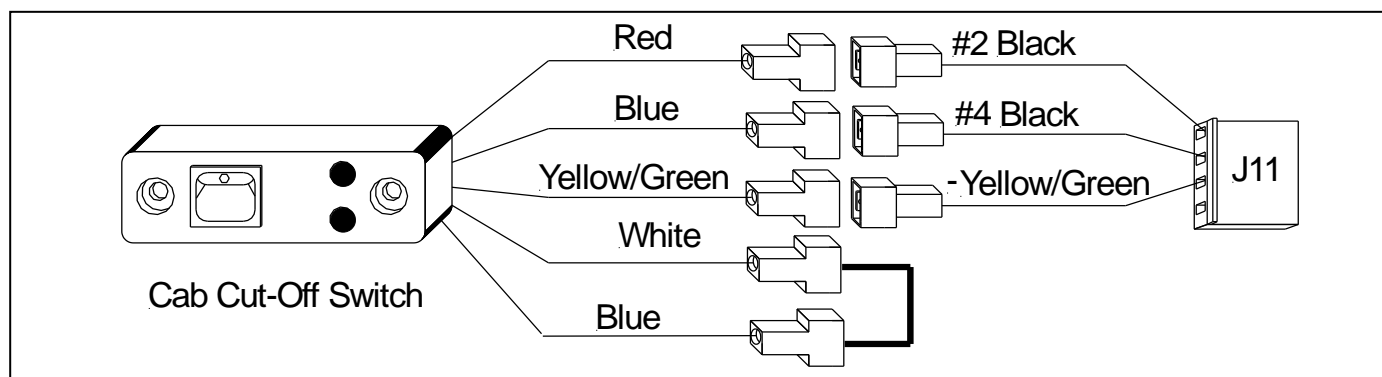 Red
#2 Black
Blue
#4 Black
Yellow/Green
-Yellow/Green
J11
White
Cab Cut-Off Switch
Blue